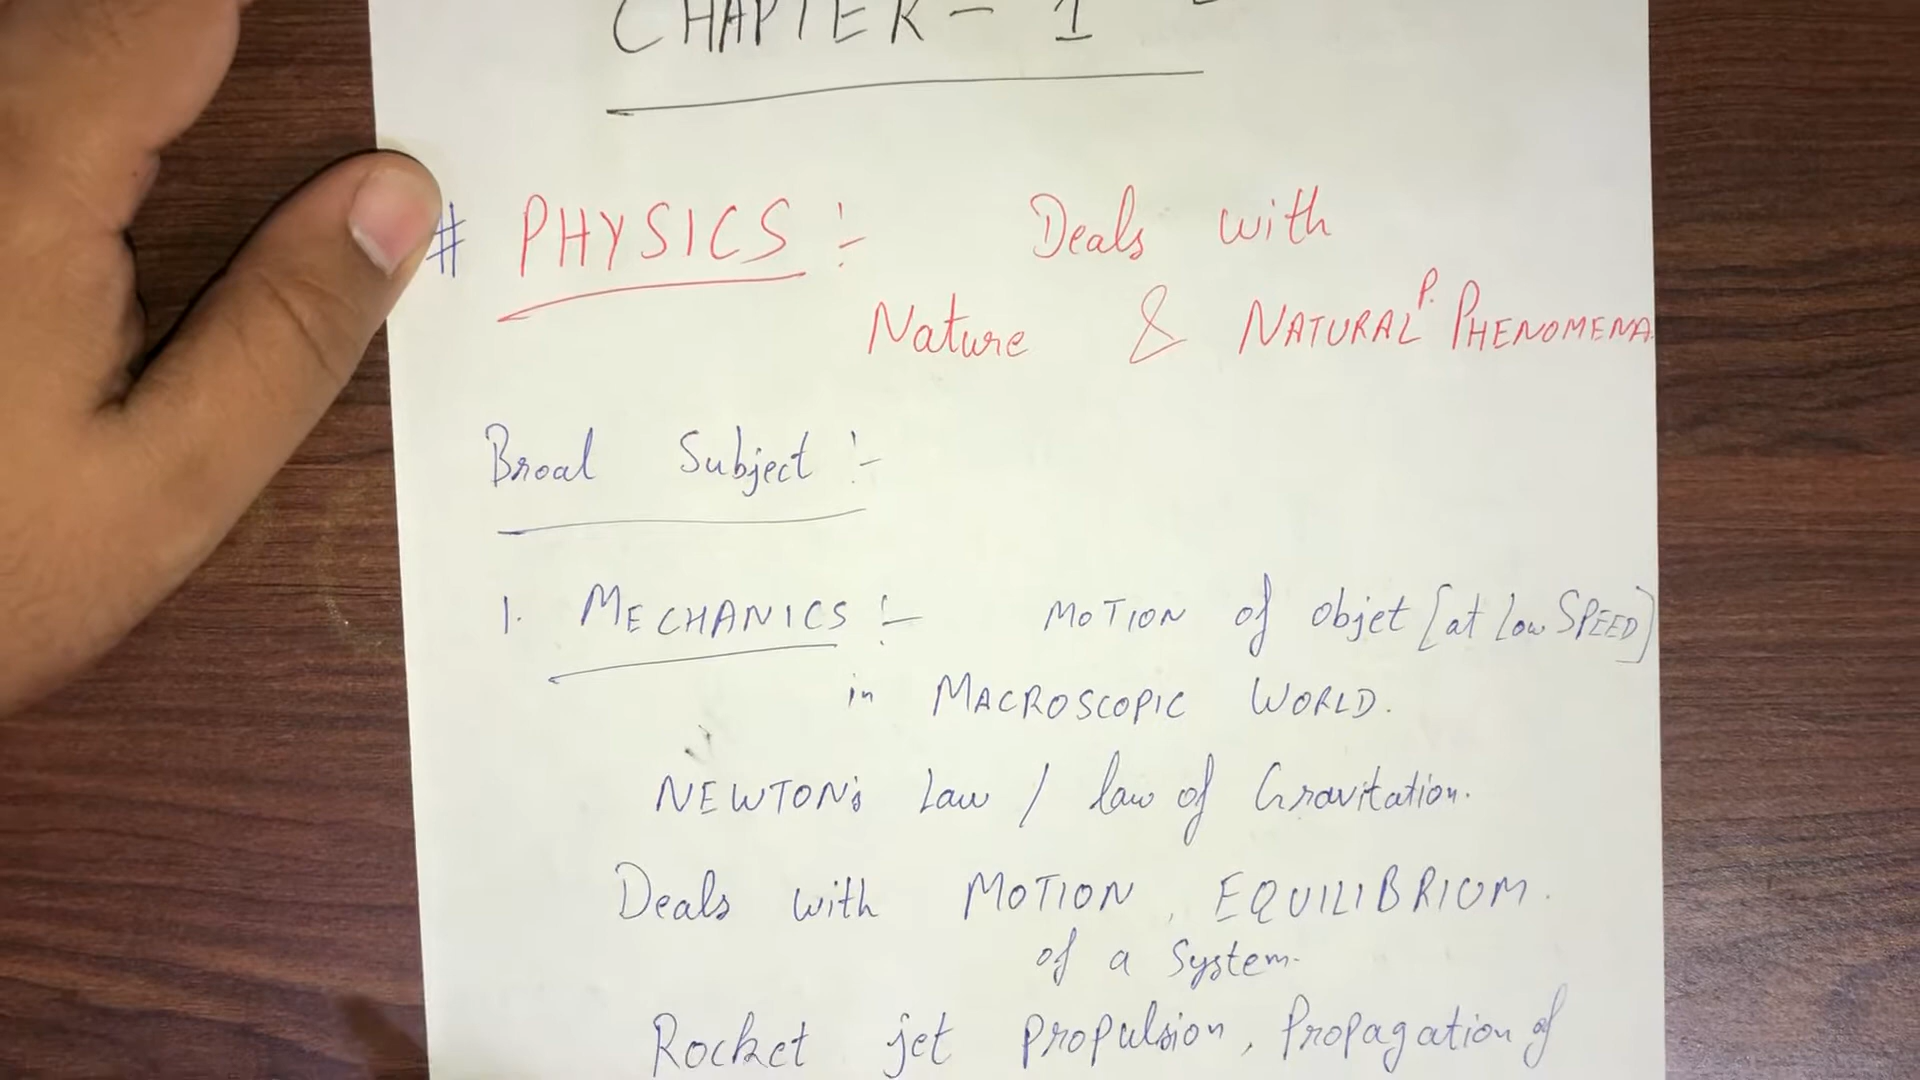 CHAPTER - 1
# PHYSICS :- Deals with
Nature & NATURAL P. PHENOMENA
Broal Subject :-
1. MECHANICS :- MOTION of objet [at low SPEED]
in MACROSCOPIC WORLD.
NEWTON's Law / law of Gravitation.
Deals with MOTION, EQUILIBRIUM.
of a System.
Rocket jet propulsion, Propagation of